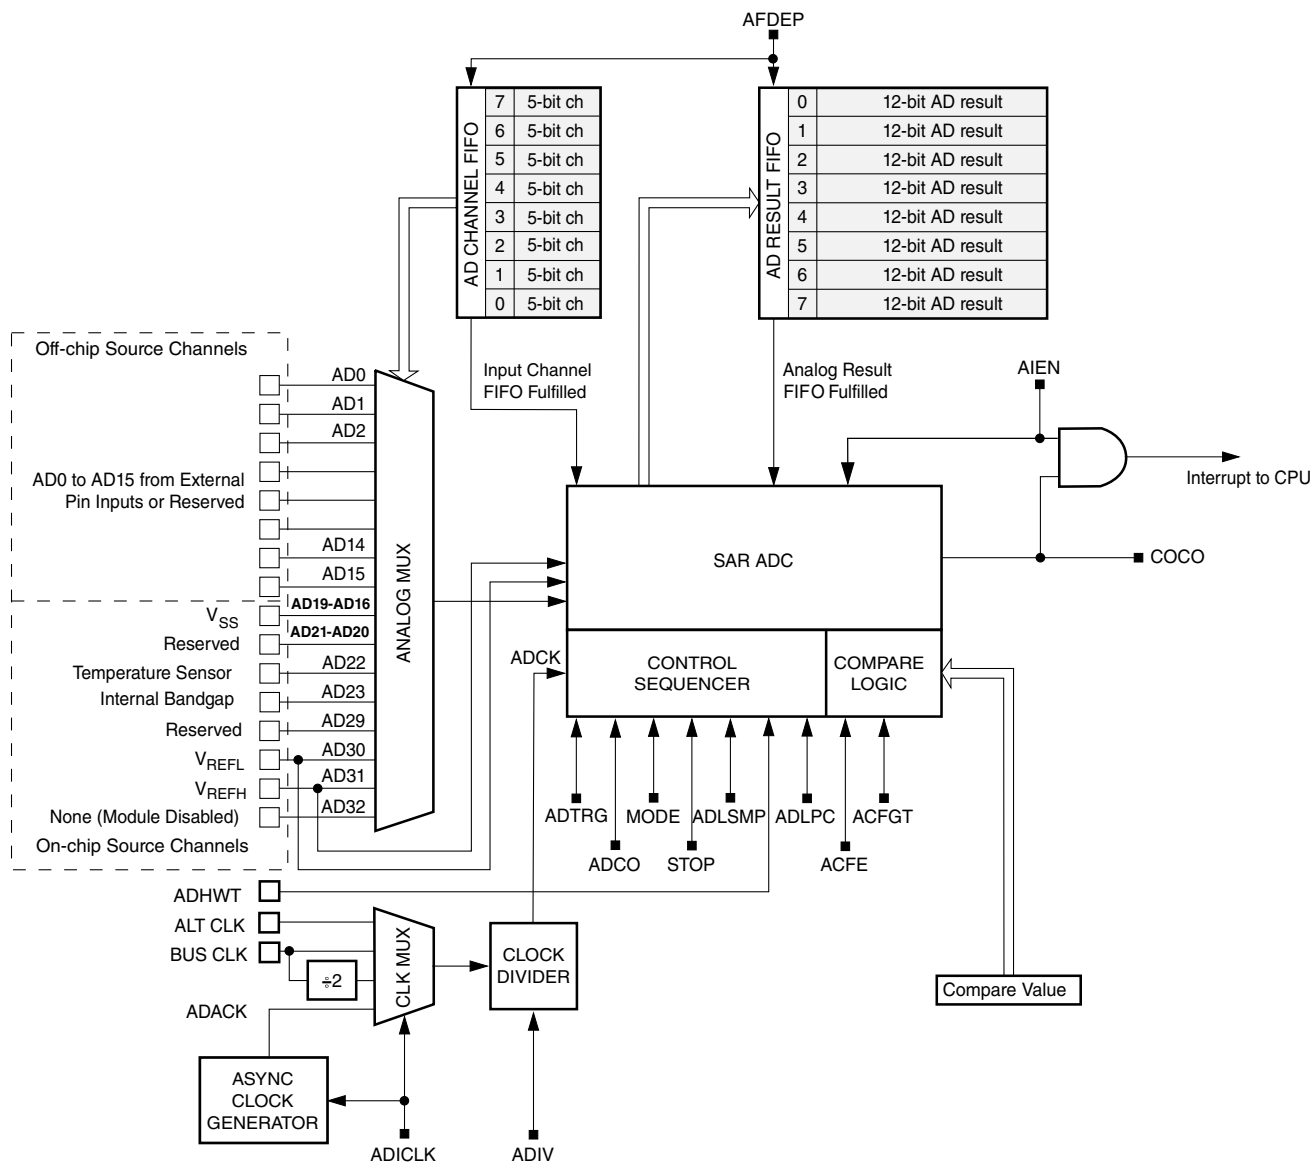 AFDEP
AD CHANNEL FIFO
7 5-bit ch
6 5-bit ch
5 5-bit ch
4 5-bit ch
3 5-bit ch
2 5-bit ch
1 5-bit ch
0 5-bit ch
AD RESULT FIFO
0 12-bit AD result
1 12-bit AD result
2 12-bit AD result
3 12-bit AD result
4 12-bit AD result
5 12-bit AD result
6 12-bit AD result
7 12-bit AD result
Off-chip Source Channels
AD0
AD1
AD2
AD0 to AD15 from External
Pin Inputs or Reserved
AD14
AD15
VSS
AD19-AD16
Reserved
AD21-AD20
Temperature Sensor
AD22
Internal Bandgap
AD23
Reserved
AD29
VREFL
AD30
VREFH
AD31
None (Module Disabled)
AD32
On-chip Source Channels
ANALOG MUX
Input Channel
FIFO Fulfilled
Analog Result
FIFO Fulfilled
AIEN
Interrupt to CPU
SAR ADC
COCO
ADCK
CONTROL
SEQUENCER
COMPARE
LOGIC
ADTRG
MODE
ADLSMP
ADLPC
ACFGT
ADCO
STOP
ACFE
ADHWT
ALT CLK
BUS CLK
÷2
ADACK
CLK MUX
CLOCK
DIVIDER
Compare Value
ASYNC
CLOCK
GENERATOR
ADICLK
ADIV